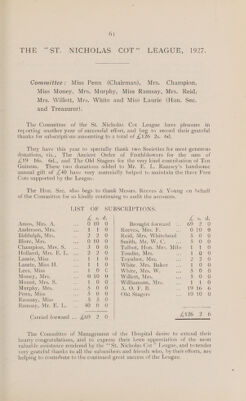 61
THE "ST. NICHOLAS COT" LEAGUE, 1927.
Committee: Miss Penn (Chairman), Mrs. Champion,
Miss Money, Mrs. Murphy, Miss Ramsay, Mrs. Reid,
Mrs. Willett, Mrs. White and Miss Laurie (Hon. Sec.
and Treasurer).
The Committee of the St. Nicholas Cot League have pleasure in
reporting another year of successful effort, and beg to record their grateful
thanks for subscriptions amounting to a total of £126 2s. 6d.
They have this year to specially thank two Societies for most generous
donations, viz., The Ancient Order of Frothblowers for the sum of
£19 16s. 6d., and The Old Stagers for the very kind contribution of Ten
Guineas. These two donations added to Mr. E. L. Ramsay's handsome
annual gift of £40 have very materially helped to maintain the three Free
Cots supported by the League.
The Hon. Sec. also begs to thank Messrs. Reeves & Young on behalf
of the Committee for so kindly continuing to audit the accounts.
LIST OF SUBSCRIPTIONS.
£ s. d.
Amos, Mrs. A. 0 10 0
Anderson, Mrs. 1 1 0
Biddulph, Mrs. 2 2 0
Blore, Mrs. 0 10 0
Champion, Mrs. S. 3 0 0
Holland, Mrs. E. L. 2 2 0
Laurie, Miss 1 1 0
Laurie, Miss M. 1 1 0
Lees, Miss 1 0 0
Money, Mrs. 0 10 0
Mount, Mrs. S. 1 0 0
Murphy, Mrs. 5 0 0
Penn, Miss 5 0 0
Ramsay, Miss 5 5 0
Ramsay, Mr. E. L. 40 0 0
Carried forward £69 2 0
£ s. d.
Brought forward 69 2 0
Reeves, Mrs. F. 0 10 0
Reid, Mrs. Whitehead 5 0 0
Smith, Mr. W. C. 5 0 0
Talbot, Hon. Mrs. Milo 1 1 0
Tombs, Mrs. 1 0 0
Toynbee, Mrs. 2 2 0
White, Mrs. Baker 1 0 0
White, Mrs. W. 5 0 0
Willett, Mrs. 5 0 0
Williamson, Mrs. 1 1 0
A. O. F. B. 19 16 6
Old Stagers 10 10 0
£126 2 6
The Committee of Management of the Hospital desire to extend their
hearty congratulations, and to express their keen appreciation of the most
valuable assistance rendered by the "St. Nicholas Cot" League, and to tender
very grateful thanks to all the subscribers and friends who, by their efforts, are
helping to contribute to the continued great success of the League.